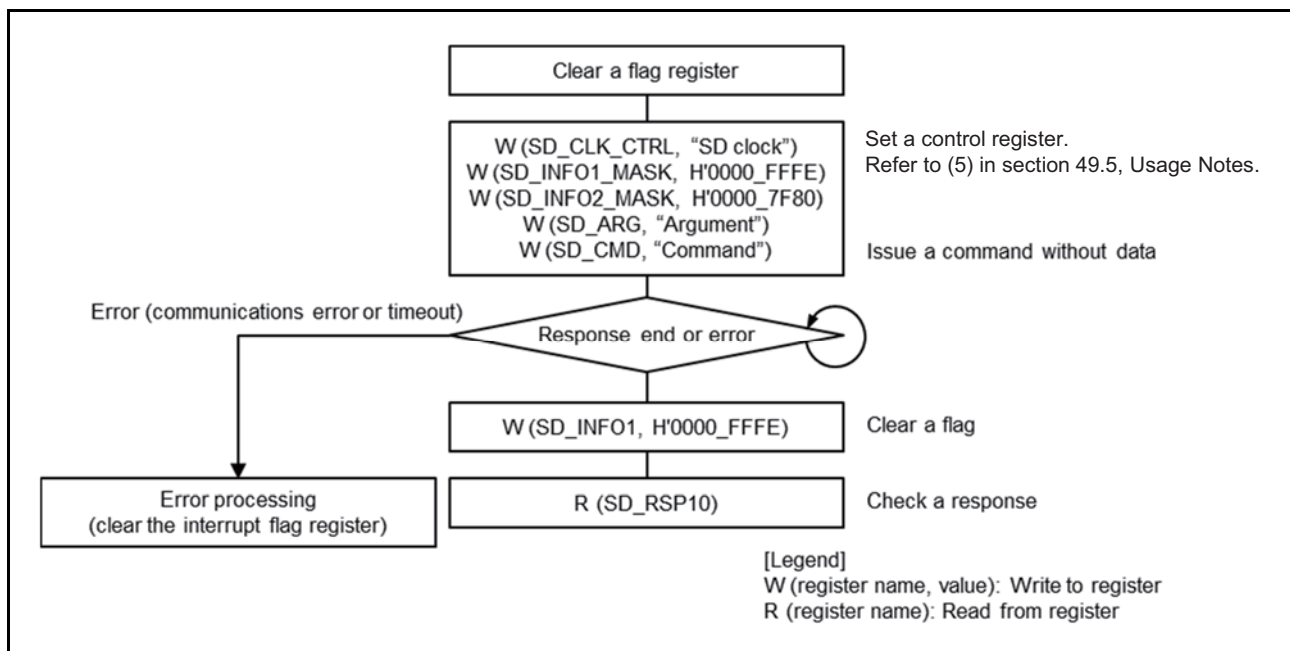 Clear a flag register
W (SD_CLK_CTRL, “SD clock”)
W (SD_INFO1_MASK, H'0000_FFFE)
W (SD_INFO2_MASK, H'0000_7F80)
W (SD_ARG, “Argument”)
W (SD_CMD, “Command”)
Set a control register.
Refer to (5) in section 49.5, Usage Notes.
Issue a command without data
Error (communications error or timeout)
Response end or error
W (SD_INFO1, H'0000_FFFE)
Clear a flag
Error processing
(clear the interrupt flag register)
R (SD_RSP10)
Check a response
[Legend]
W (register name, value): Write to register
R (register name): Read from register